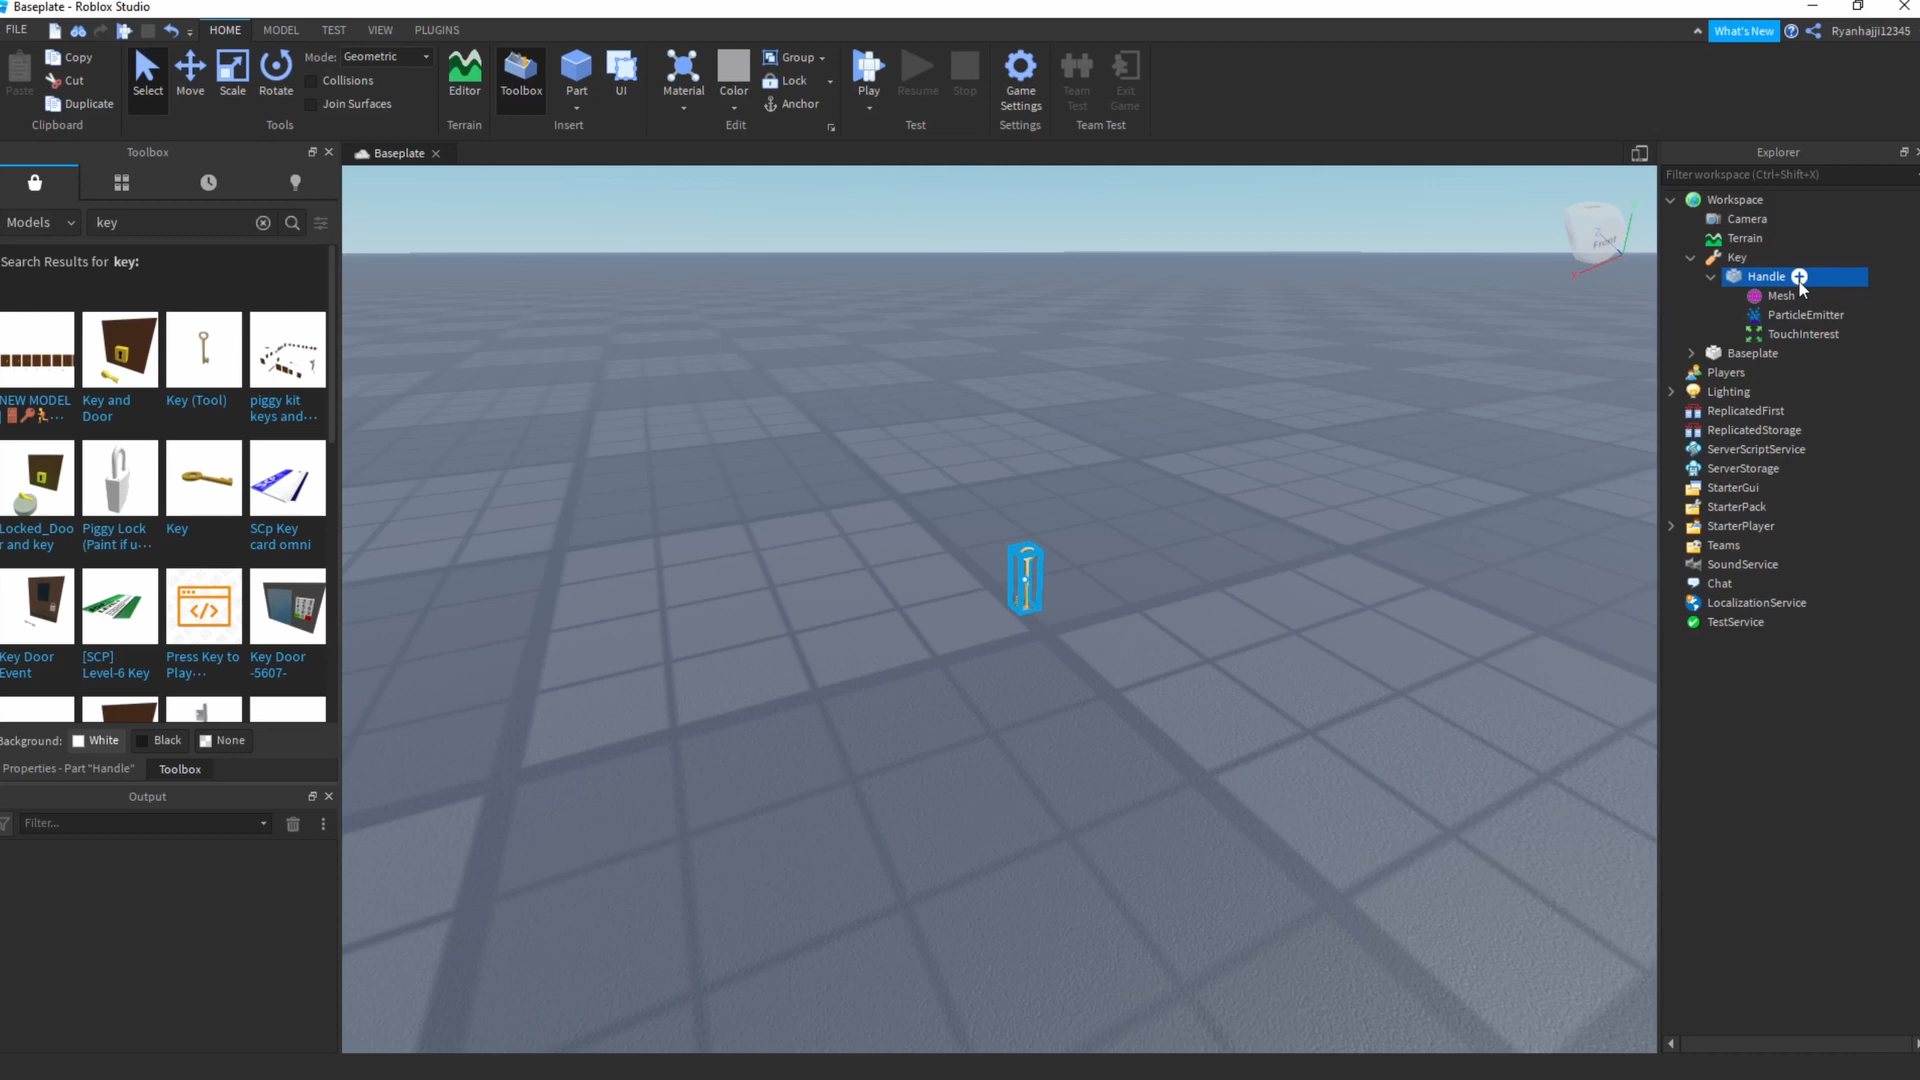 Baseplate - Roblox Studio
FILE
HOME
MODEL
TEST
VIEW
PLUGINS
What's New
Ryanhajji12345
Paste
Copy
Cut
Duplicate
Clipboard
Select
Move
Scale
Rotate
Mode: Geometric
Collisions
Join Surfaces
Tools
Editor
Terrain
Toolbox
Part
UI
Insert
Material
Color
Group
Lock
Anchor
Edit
Play
Resume
Stop
Test
Game
Settings
Settings
Team
Test
Exit
Game
Team Test
Toolbox
Models
key
Search Results for key:
NEW MODEL
Key and
Door
Key (Tool)
piggy kit
keys and...
Locked_Doo
r and key
Piggy Lock
(Paint if u...
Key
SCp Key
card omni
Key Door
Event
[SCP]
Level-6 Key
Press Key to
Play...
Key Door
-5607-
Background:
White
Black
None
Properties - Part "Handle"
Toolbox
Output
Filter...
Baseplate
Front
Explorer
Filter workspace (Ctrl+Shift+X)
Workspace
Camera
Terrain
Key
Handle
Mesh
ParticleEmitter
TouchInterest
Baseplate
Players
Lighting
ReplicatedFirst
ReplicatedStorage
ServerScriptService
ServerStorage
StarterGui
StarterPack
StarterPlayer
Teams
SoundService
Chat
LocalizationService
TestService